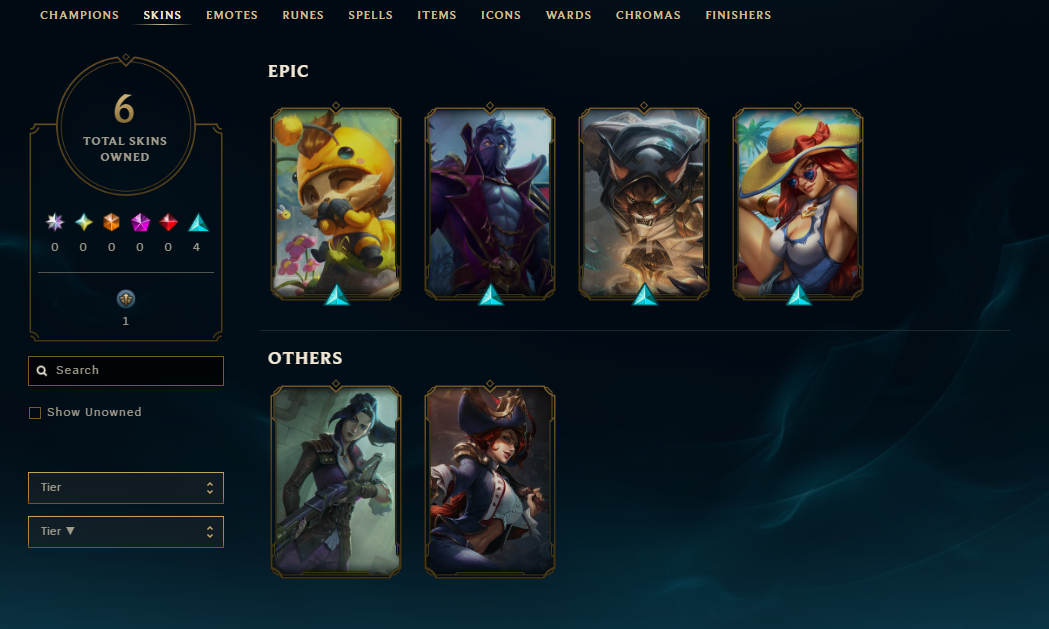 CHAMPIONS SKINS EMOTES RUNES SPELLS ITEMS ICONS WARDS CHROMAS FINISHERS
6
TOTAL SKINS
OWNED
0 0 0 0 0 4
1
Search
Show Unowned
Tier
Tier ▼
EPIC
OTHERS